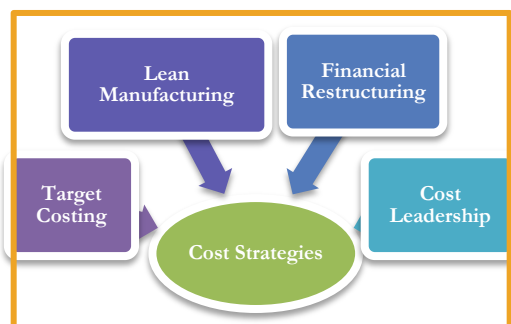 Lean
Manufacturing
Financial
Restructuring
Target
Costing
Cost
Leadership
Cost Strategies